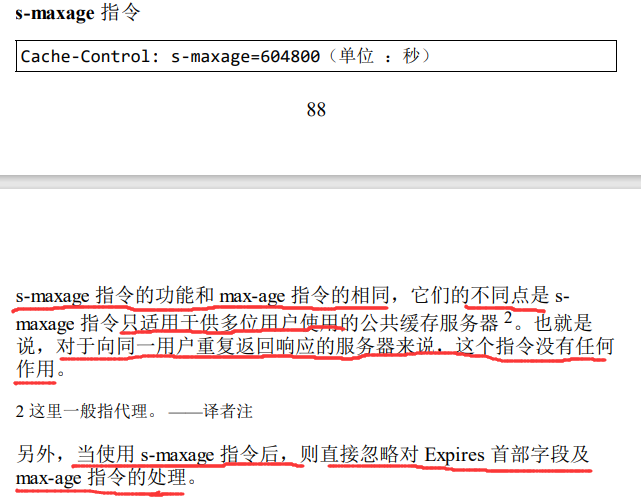 s-maxage 指令
Cache-Control: s-maxage=604800（单位 ：秒）
88
s-maxage 指令的功能和 max-age 指令的相同，它们的不同点是 s-
maxage 指令只适用于供多位用户使用的公共缓存服务器 2。也就是
说，对于向同一用户重复返回响应的服务器来说，这个指令没有任何
作用。
2 这里一般指代理。 ——译者注
另外，当使用 s-maxage 指令后，则直接忽略对 Expires 首部字段及
max-age 指令的处理。